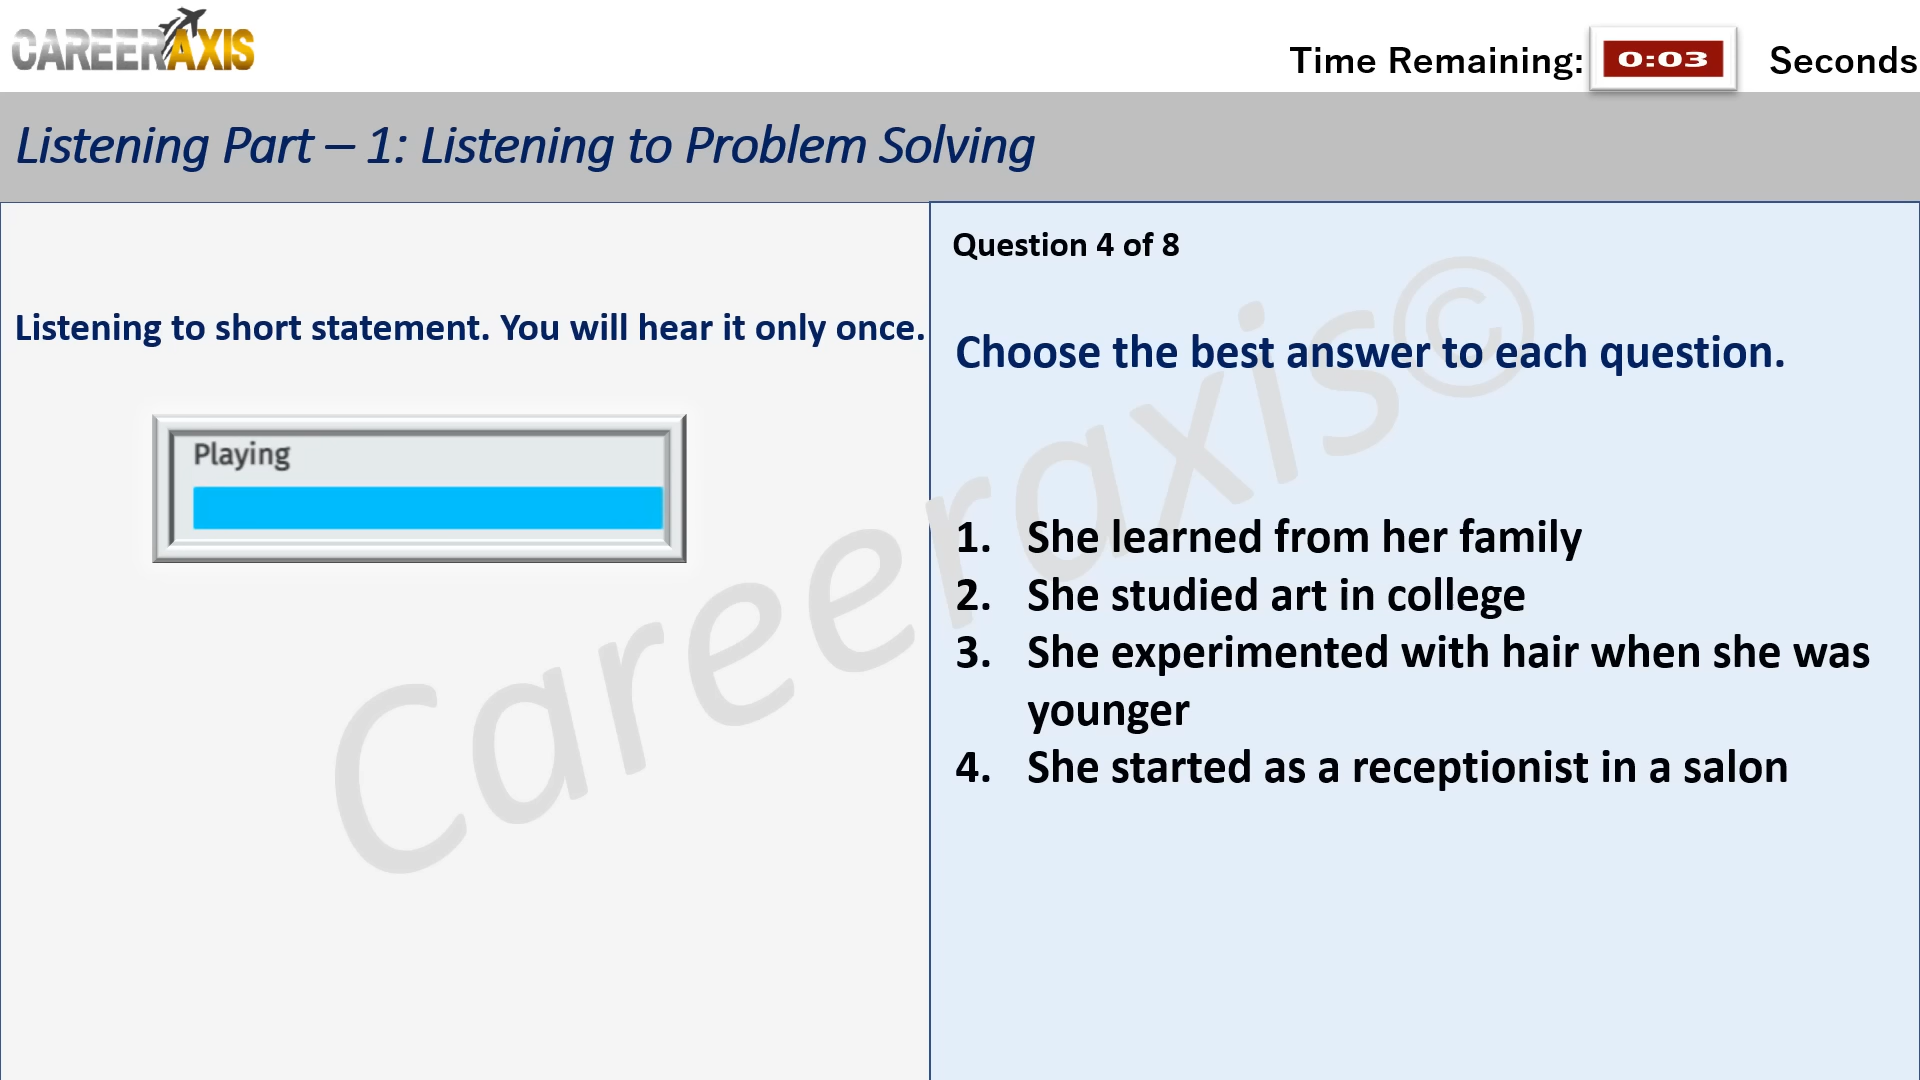 CAREERAXIS
Time Remaining: 0:03 Seconds
Listening Part – 1: Listening to Problem Solving
Listening to short statement. You will hear it only once.
Playing
Question 4 of 8
Choose the best answer to each question.
1. She learned from her family
2. She studied art in college
3. She experimented with hair when she was
younger
4. She started as a receptionist in a salon
Careeraxis©